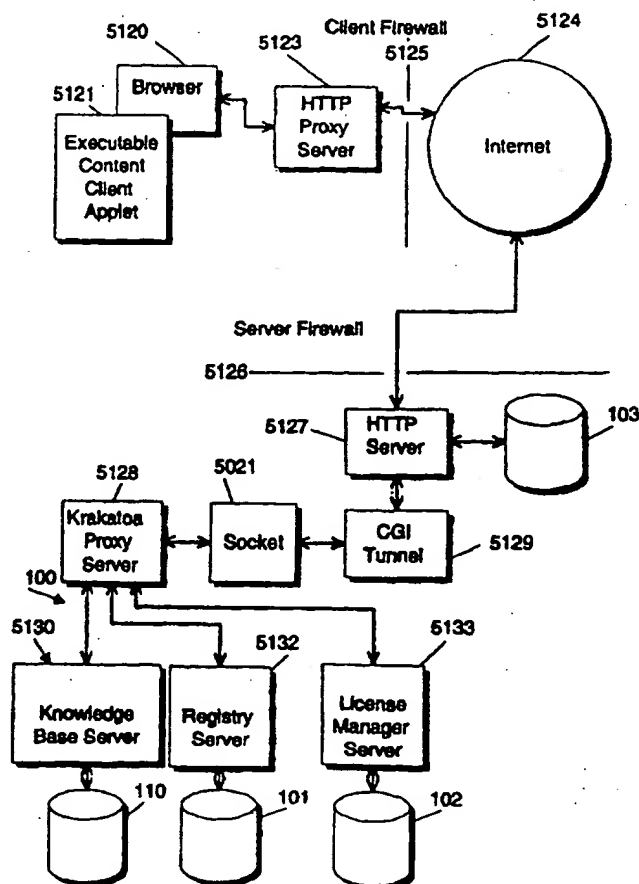 5120
5121
Browser
Executable
Content
Client
Applet
5123
HTTP
Proxy
Server
Client Firewall
5125
5124
Internet
Server Firewall
5126
5127
HTTP
Server
103
5128
Krakatoa
Proxy
Server
5021
Socket
CGI
Tunnel
5129
100
5130
Knowledge
Base Server
5132
Registry
Server
5133
License
Manager
Server
110
101
102